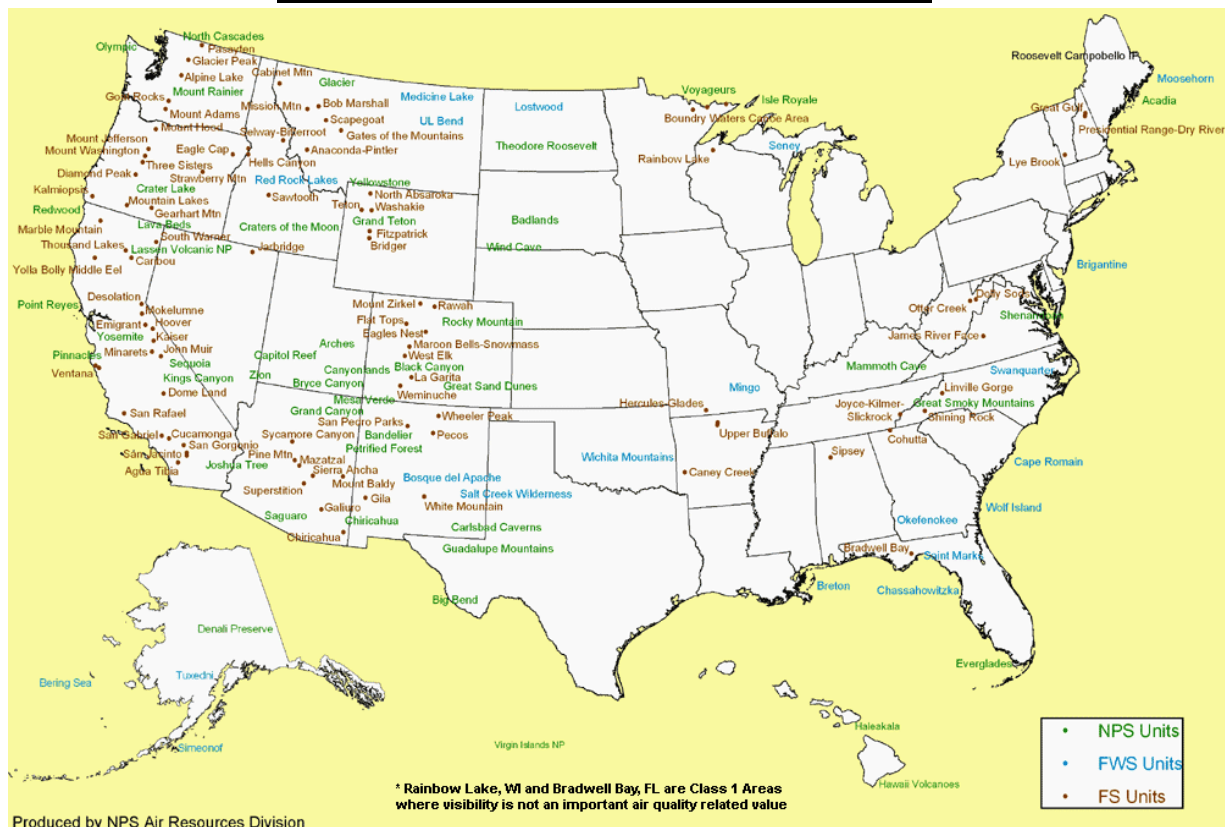 North Cascades
Olympic
Pasayten
Glacier Peak
Alpine Lake
Cabinet Mtn
Glacier
Mount Rainier
Goat Rocks
Mission Mtn
Bob Marshall
Medicine Lake
Lostwood
Voyageurs
Isle Royale
Roosevelt Campobello IP
Moosehorn
Acadia
Mount Adams
Scapegoat
UL Bend
Boundry Waters Canoe Area
Great Gulf
Presidential Range-Dry River
Mount Hood
Selway-Bitterroot
Gates of the Mountains
Mount Jefferson
Mount Washington
Eagle Cap
Anaconda-Pintler
Theodore Roosevelt
Rainbow Lake
Seney
Lye Brook
Three Sisters
Hells Canyon
Diamond Peak
Strawberry Mtn
Red Rock Lakes
Yellowstone
Kalmiopsis
Crater Lake
Sawtooth
North Absaroka
Mountain Lakes
Teton
Washakie
Redwood
Gearhart Mtn
Grand Teton
Badlands
Marble Mountain
Lava Beds
Craters of the Moon
Fitzpatrick
South Warner
Bridger
Thousand Lakes
Lassen Volcanic NP
Jarbridge
Wind Cave
Caribou
Yolla Bolly Middle Eel
Brigantine
Desolation
Mount Zirkel
Rawah
Dolly Sods
Point Reyes
Mokelumne
Otter Creek
Emigrant
Hoover
Flat Tops
Rocky Mountain
Shenandoah
Yosemite
Kaiser
Eagles Nest
James River Face
Minarets
John Muir
Arches
Maroon Bells-Snowmass
Pinnacles
Capitol Reef
West Elk
Sequoia
Canyonlands
Black Canyon
Mammoth Cave
Swanquarter
Ventana
Kings Canyon
Zion
Bryce Canyon
La Garita
Great Sand Dunes
Mingo
Dome Land
Mesa Verde
Weminuche
Linville Gorge
San Rafael
Grand Canyon
Hercules-Glades
Joyce-Kilmer-
Great Smoky Mountains
San Pedro Parks
Wheeler Peak
Slickrock
Shining Rock
San Gabriel
Cucamonga
Sycamore Canyon
Bandelier
Pecos
Upper Buffalo
Cohutta
San Gorgonio
Petrified Forest
San Jacinto
Pine Mtn
Mazatzal
Wichita Mountains
Sipsey
Cape Romain
Agua Tibia
Joshua Tree
Sierra Ancha
Bosque del Apache
Caney Creek
Mount Baldy
Superstition
Gila
Salt Creek Wilderness
White Mountain
Wolf Island
Saguaro
Galiuro
Chiricahua
Carlsbad Caverns
Okefenokee
Chiricahua
Guadalupe Mountains
Bradwell Bay
Saint Marks
Big Bend
Breton
Chassahowitzka
Denali Preserve
Everglades
Bering Sea
Tuxedni
Simeonof
Virgin Islands NP
Haleakala
Hawaii Volcanoes
NPS Units
FWS Units
FS Units
* Rainbow Lake, WI and Bradwell Bay, FL are Class 1 Areas
where visibility is not an important air quality related value
Produced by NPS Air Resources Division